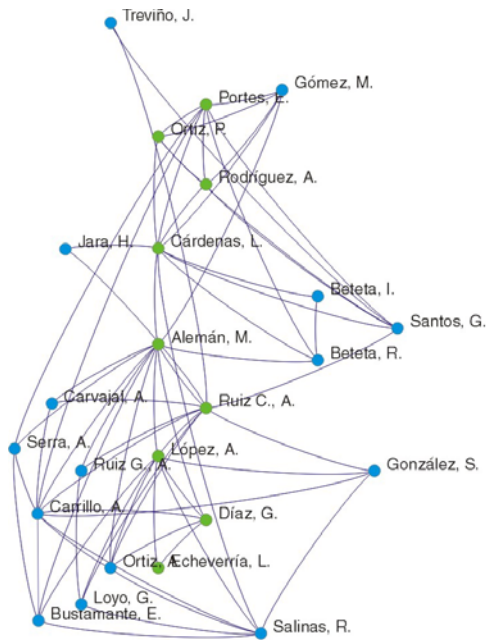 Treviño, J.
Gómez, M.
Portes, E.
Ortiz, P.
Rodríguez, A.
Jara, H.
Cárdenas, L.
Beteta, I.
Santos, G.
Alemán, M.
Beteta, R.
Carvajal, A.
Ruiz C., A.
Serra, A.
López, A.
Ruiz G., A.
González, S.
Carrillo, A.
Díaz, G.
Ortiz, A.
Echeverría, L.
Loyo, G.
Bustamante, E.
Salinas, R.